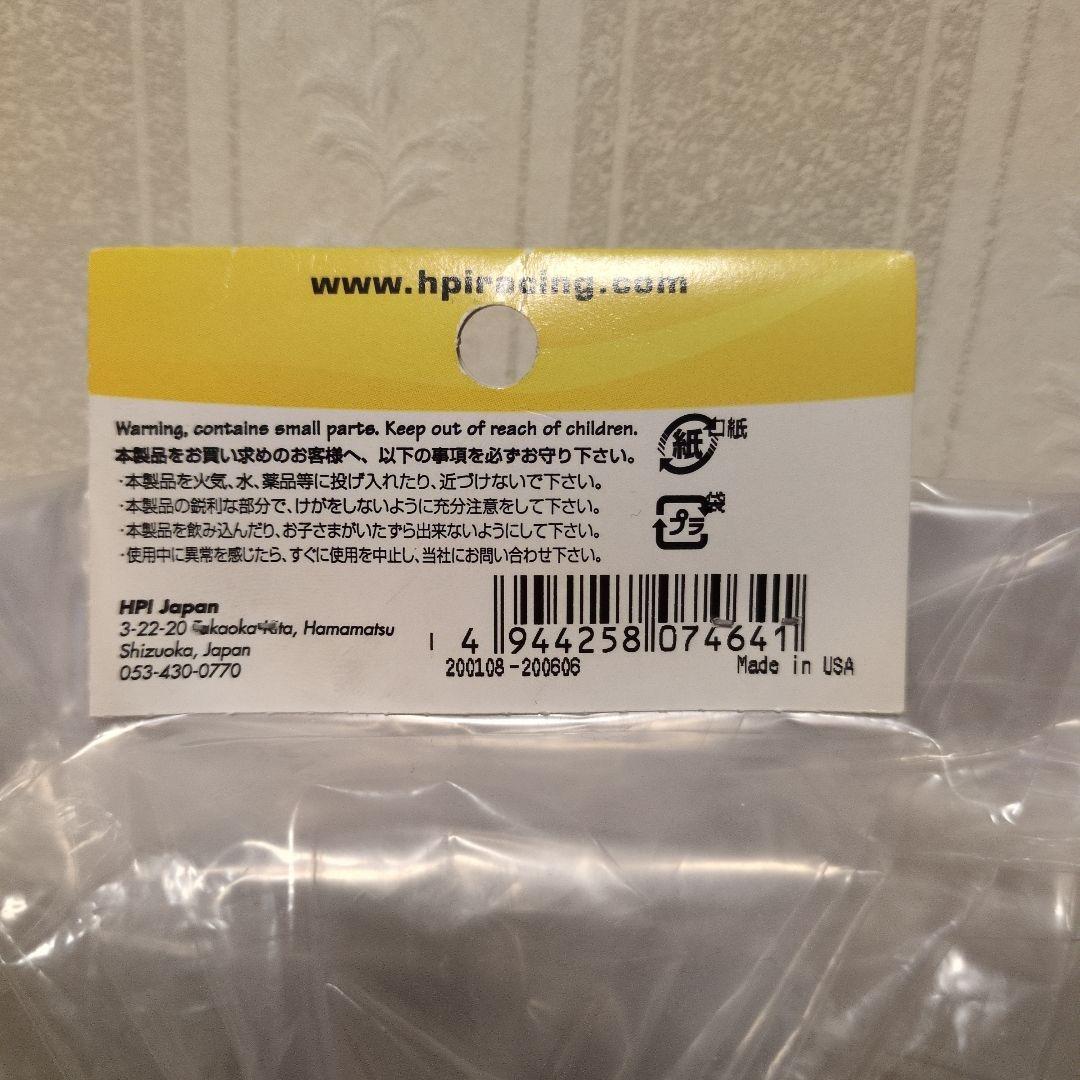 www.hpiracing.com
Warning, contains small parts. Keep out of reach of children.
本製品をお買い求めのお客様へ、以下の事項を必ずお守り下さい。
・本製品を火気、水、薬品等に投げ入れたり、近づけないで下さい。
・本製品の鋭利な部分で、けがをしないように充分注意をして下さい。
・本製品を飲み込んだり、お子さまがいたずら出来ないようにして下さい。
・使用中に異常を感じたら、すぐに使用を中止し、当社にお問い合わせ下さい。
紙 口紙
プラ 袋
HPI Japan
3-22-20 Takaoka-Kita, Hamamatsu
Shizuoka, Japan
053-430-0770
4 944258 074641
200108-200606
Made in USA